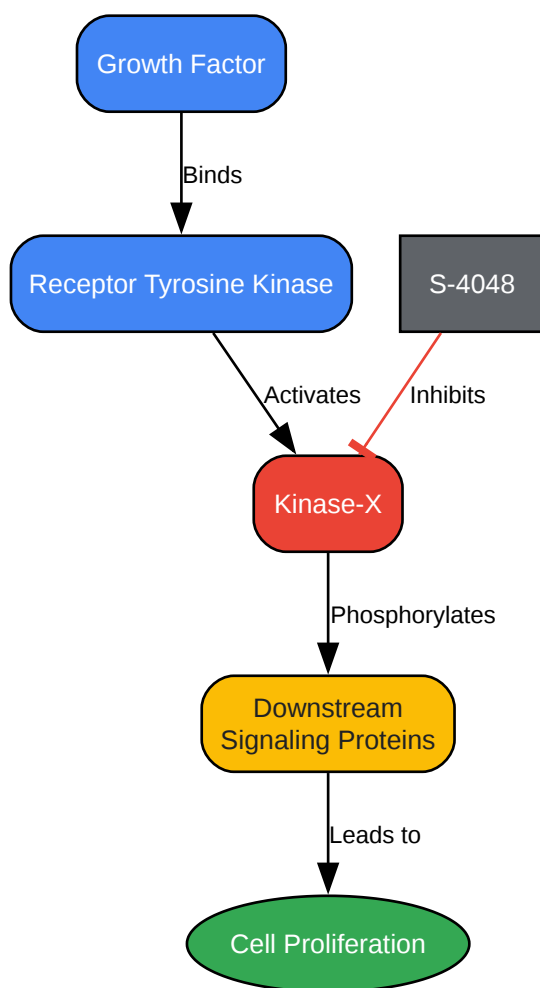 Growth Factor
Binds
Receptor Tyrosine Kinase
S-4048
Activates
Inhibits
Kinase-X
Phosphorylates
Downstream
Signaling Proteins
Leads to
Cell Proliferation